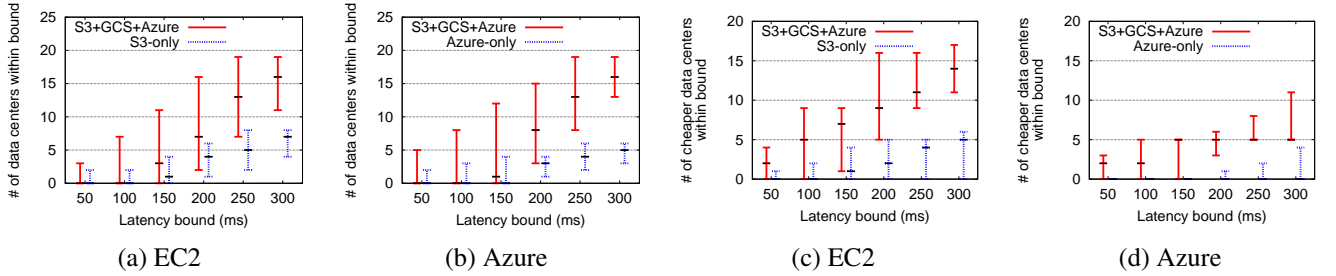 # of data centers within bound
25
20
15
10
5
0
S3+GCS+Azure
S3-only
50 100 150 200 250 300
Latency bound (ms)
(a) EC2
# of data centers within bound
25
20
15
10
5
0
S3+GCS+Azure
Azure-only
50 100 150 200 250 300
Latency bound (ms)
(b) Azure
# of cheaper data centers
within bound
20
15
10
5
0
S3+GCS+Azure
S3-only
50 100 150 200 250 300
Latency bound (ms)
(c) EC2
# of cheaper data centers
within bound
20
15
10
5
0
S3+GCS+Azure
Azure-only
50 100 150 200 250 300
Latency bound (ms)
(d) Azure